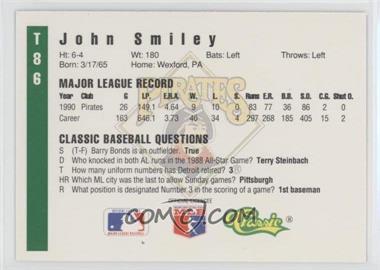 T86
John Smiley
Ht: 6-4 Wt: 180 Bats: Left Throws: Left
Born: 3/17/65 Home: Wexford, PA
MAJOR LEAGUE RECORD
PIRATES
Year Club G I.P. E.R.A. W. L. S. Runs E.R. B.B. S.O. C.G. Shut O.
1990 Pirates 26 149.1 4.64 9 10 0 83 77 36 86 2 0
Career 163 646.1 3.73 46 34 4 297 268 185 405 15 2
CLASSIC BASEBALL QUESTIONS
S (T-F) Barry Bonds is an outfielder. True
D Who knocked in both AL runs in the 1988 All-Star Game? Terry Steinbach
T How many uniform numbers has Detroit retired? 3
HR Which ML city was the last to allow Sunday games? Pittsburgh
R What position is designated Number 3 in the scoring of a game? 1st baseman
OFFICIAL LICENSEE
COMC.com
Classic ®